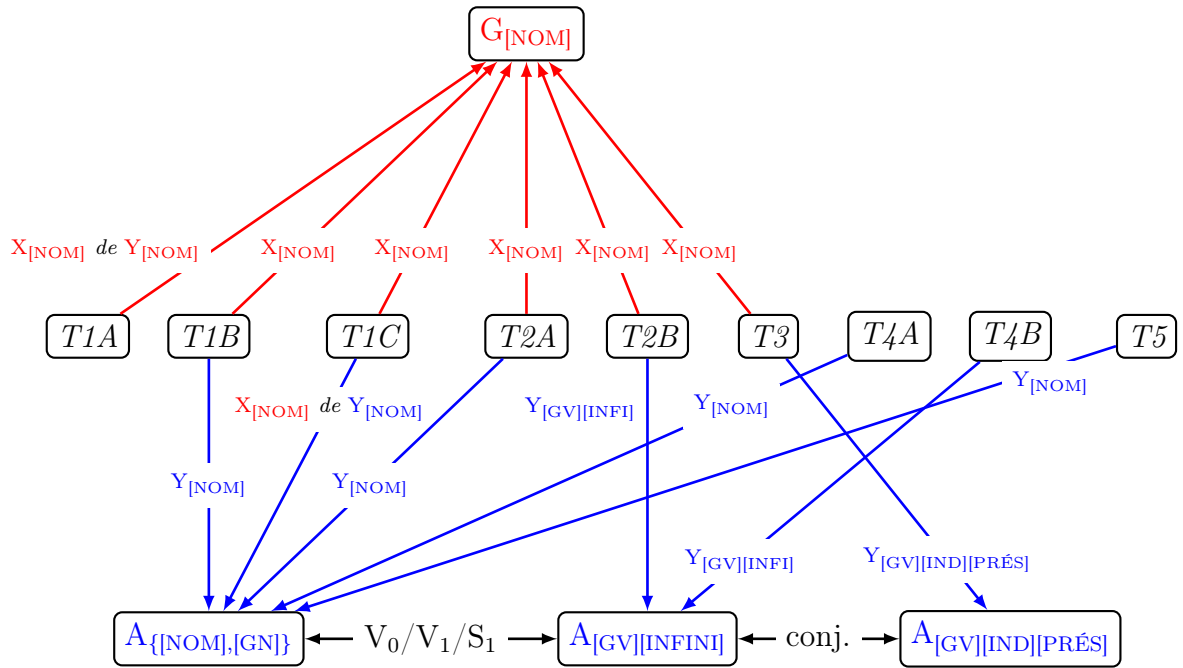 G[NOM]
X[NOM] de Y[NOM] X[NOM] X[NOM] X[NOM] X[NOM] X[NOM]
T1A T1B T1C T2A T2B T3 T4A T4B T5
Y[NOM]
X[NOM] de Y[NOM] Y[GV][INFI] Y[NOM]
Y[NOM] Y[NOM]
Y[GV][INFI] Y[GV][IND][PRÉS]
A{[NOM],[GN]} V0/V1/S1 A[GV][INFINI] conj. A[GV][IND][PRÉS]